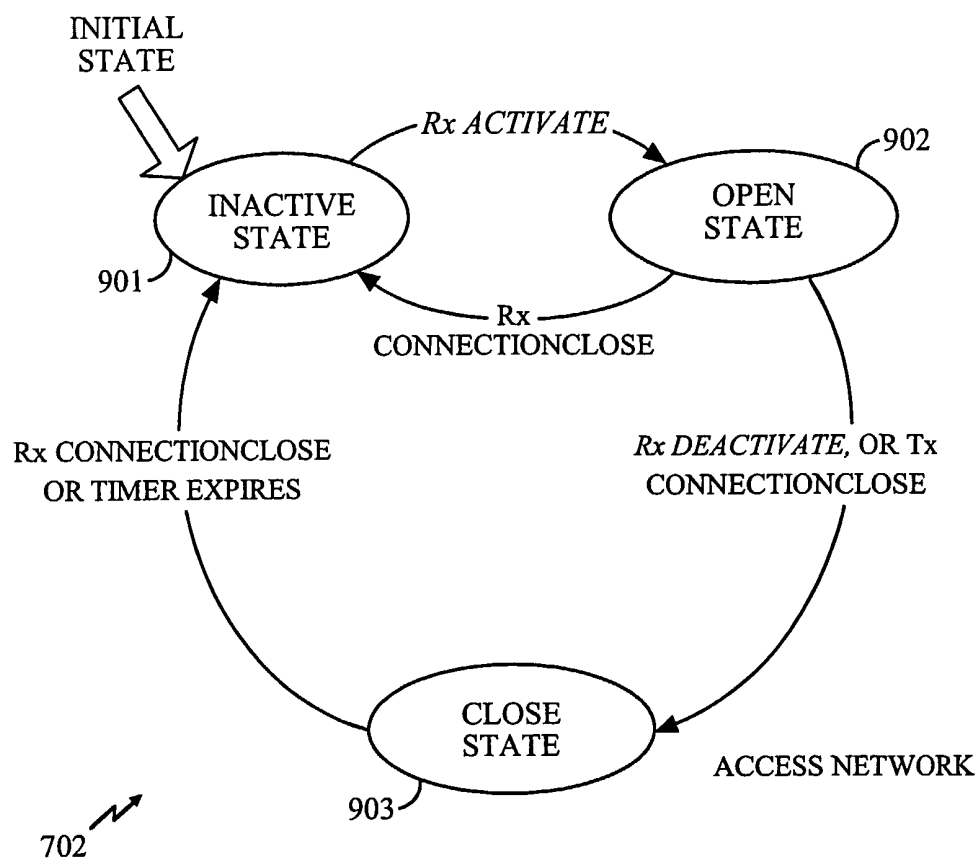 INITIAL
STATE
Rx ACTIVATE
902
INACTIVE
STATE
OPEN
STATE
901
Rx
CONNECTIONCLOSE
Rx CONNECTIONCLOSE
OR TIMER EXPIRES
Rx DEACTIVATE, OR Tx
CONNECTIONCLOSE
CLOSE
STATE
ACCESS NETWORK
903
702